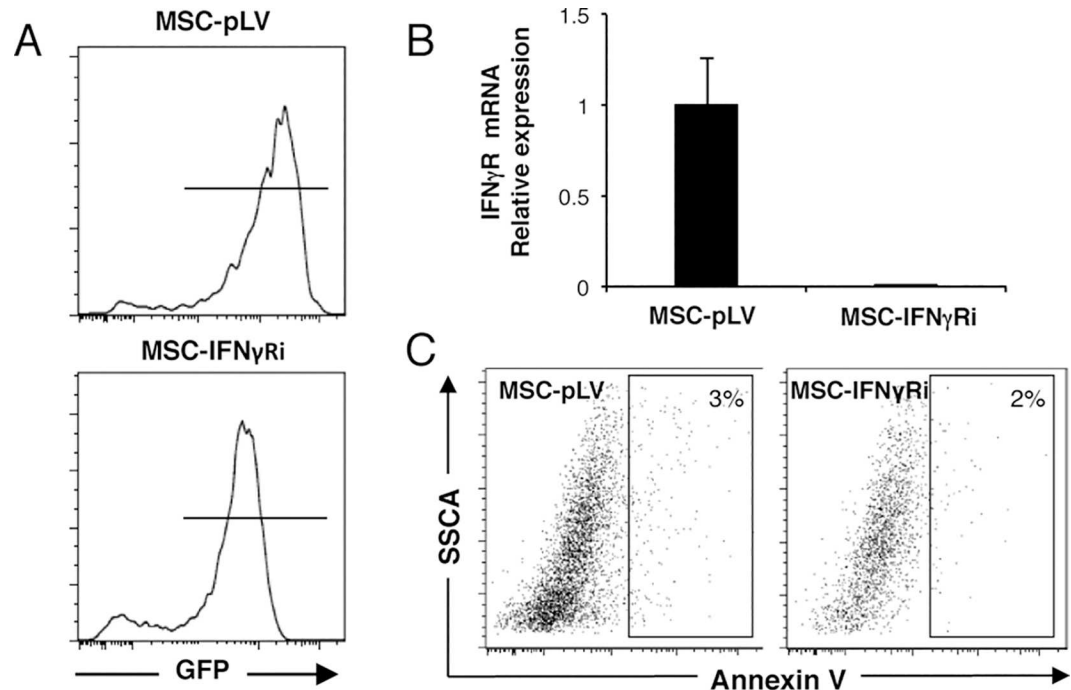 A
MSC-pLV
MSC-IFNγRi
GFP
B
IFNγR mRNA
Relative expression
1.5
1
0.5
0
MSC-pLV
MSC-IFNγRi
C
SSCA
MSC-pLV
3%
MSC-IFNγRi
2%
Annexin V